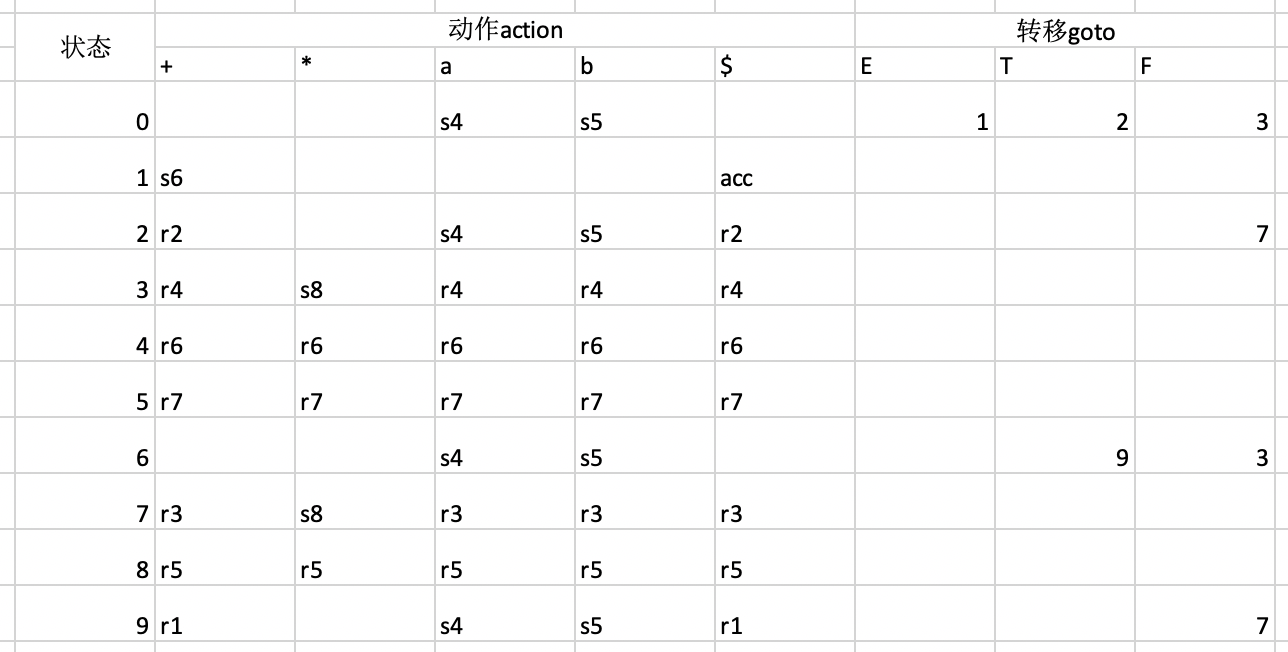 状态 动作action 转移goto
+ * a b $ E T F
0 s4 s5 1 2 3
1 s6 acc
2 r2 s4 s5 r2 7
3 r4 s8 r4 r4 r4
4 r6 r6 r6 r6 r6
5 r7 r7 r7 r7 r7
6 s4 s5 9 3
7 r3 s8 r3 r3 r3
8 r5 r5 r5 r5 r5
9 r1 s4 s5 r1 7